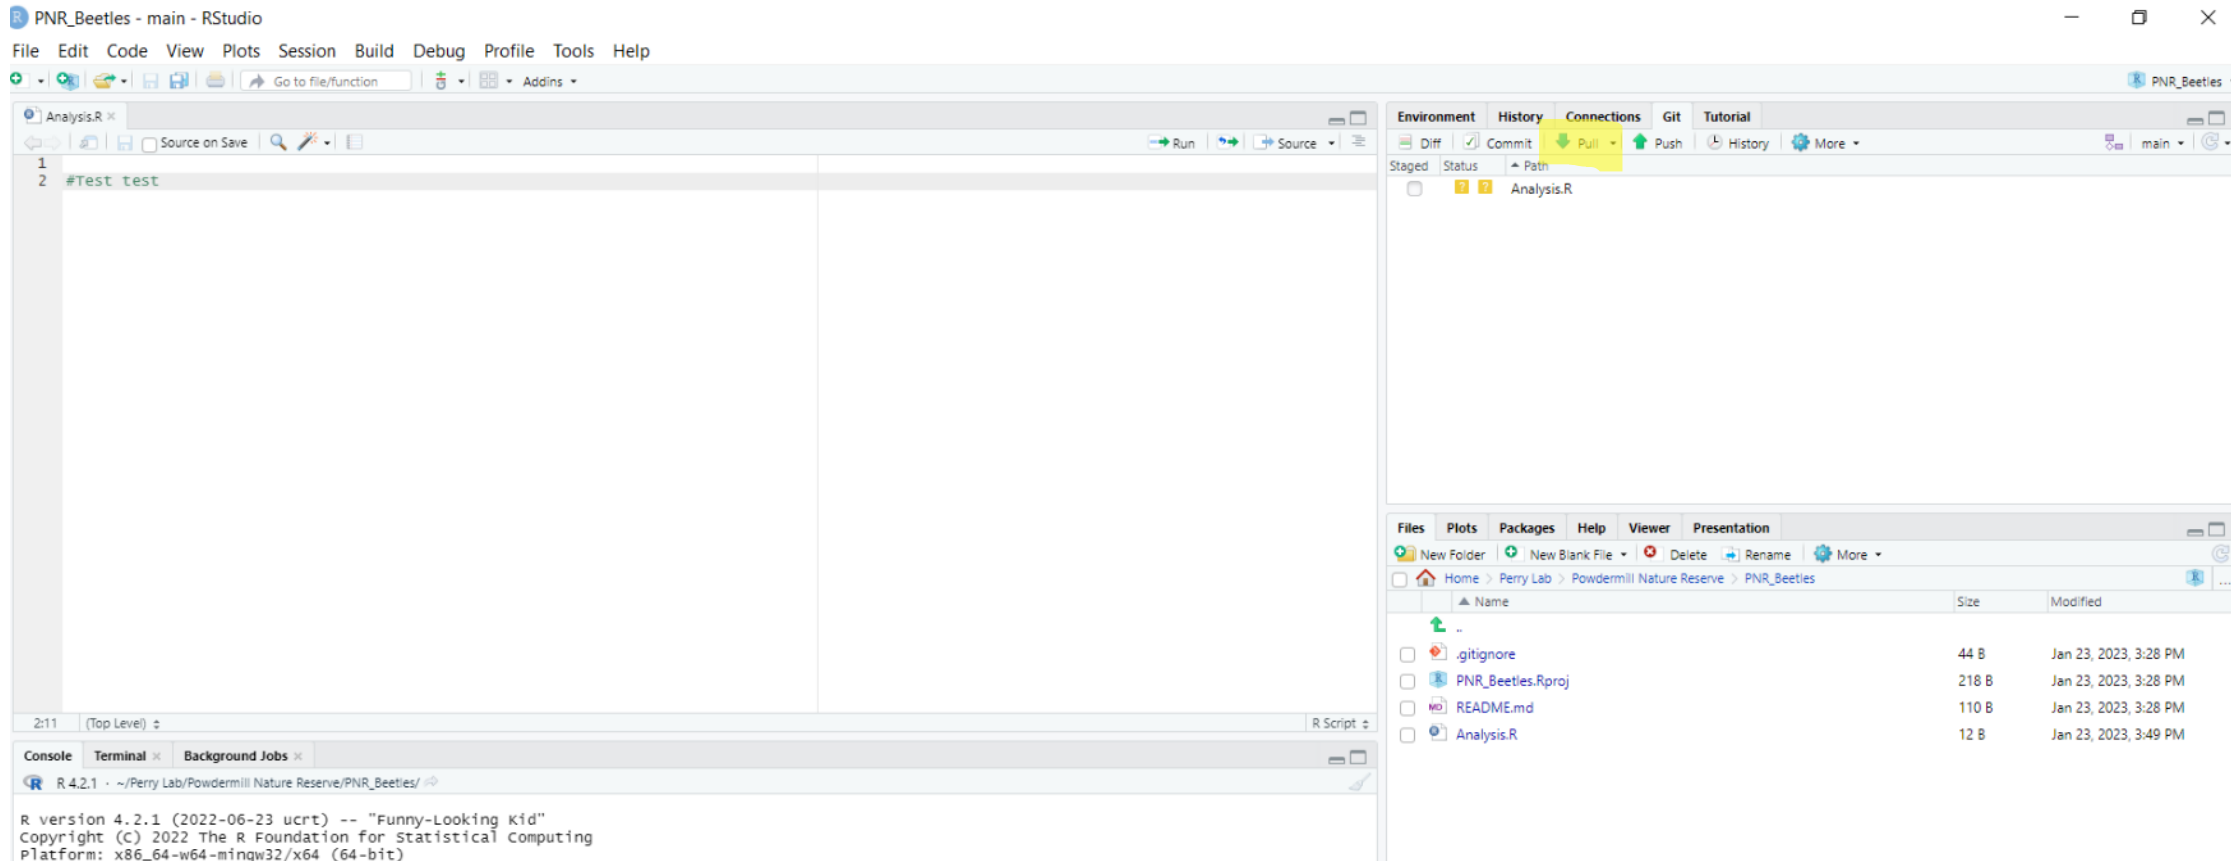 PNR_Beetles - main - RStudio
File Edit Code View Plots Session Build Debug Profile Tools Help
Go to file/function Addins PNR_Beetles
Analysis.R
Source on Save Run Source
1
2 #Test test
2:11 (Top Level) R Script
Console Terminal Background Jobs
R 4.2.1 · ~/Perry Lab/Powdermill Nature Reserve/PNR_Beetles/
R version 4.2.1 (2022-06-23 ucrt) -- "Funny-Looking Kid"
Copyright (C) 2022 The R Foundation for Statistical Computing
Platform: x86_64-w64-mingw32/x64 (64-bit)
Environment History Connections Git Tutorial
Diff Commit Pull Push History More main
Staged Status Path
? ? Analysis.R
Files Plots Packages Help Viewer Presentation
New Folder New Blank File Delete Rename More
Home > Perry Lab > Powdermill Nature Reserve > PNR_Beetles ...
Name Size Modified
..
.gitignore 44 B Jan 23, 2023, 3:28 PM
PNR_Beetles.Rproj 218 B Jan 23, 2023, 3:28 PM
README.md 110 B Jan 23, 2023, 3:28 PM
Analysis.R 12 B Jan 23, 2023, 3:49 PM